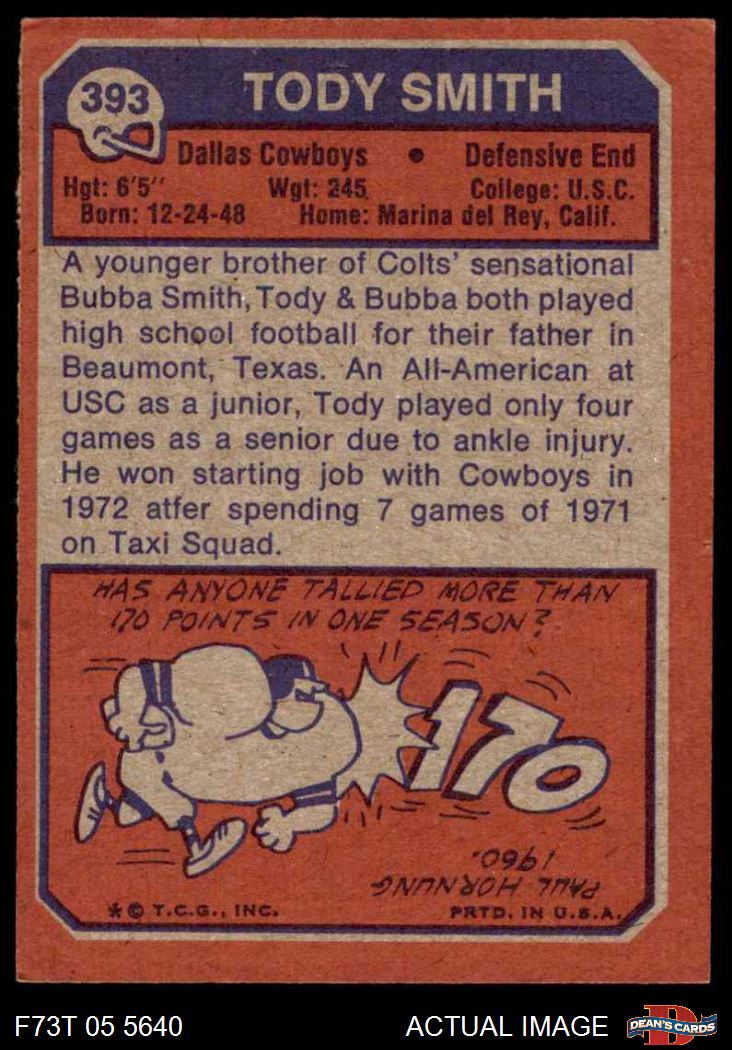 393
TODY SMITH
Dallas Cowboys • Defensive End
Hgt: 6'5" Wgt: 245 College: U.S.C.
Born: 12-24-48 Home: Marina del Rey, Calif.
A younger brother of Colts' sensational
Bubba Smith, Tody & Bubba both played
high school football for their father in
Beaumont, Texas. An All-American at
USC as a junior, Tody played only four
games as a senior due to ankle injury.
He won starting job with Cowboys in
1972 atfer spending 7 games of 1971
on Taxi Squad.
HAS ANYONE TALLIED MORE THAN
170 POINTS IN ONE SEASON?
170
PAUL HORNUNG
1960.
* © T.C.G., INC. PRTD. IN U.S.A.
F73T 05 5640 ACTUAL IMAGE
D
DEAN'S CARDS